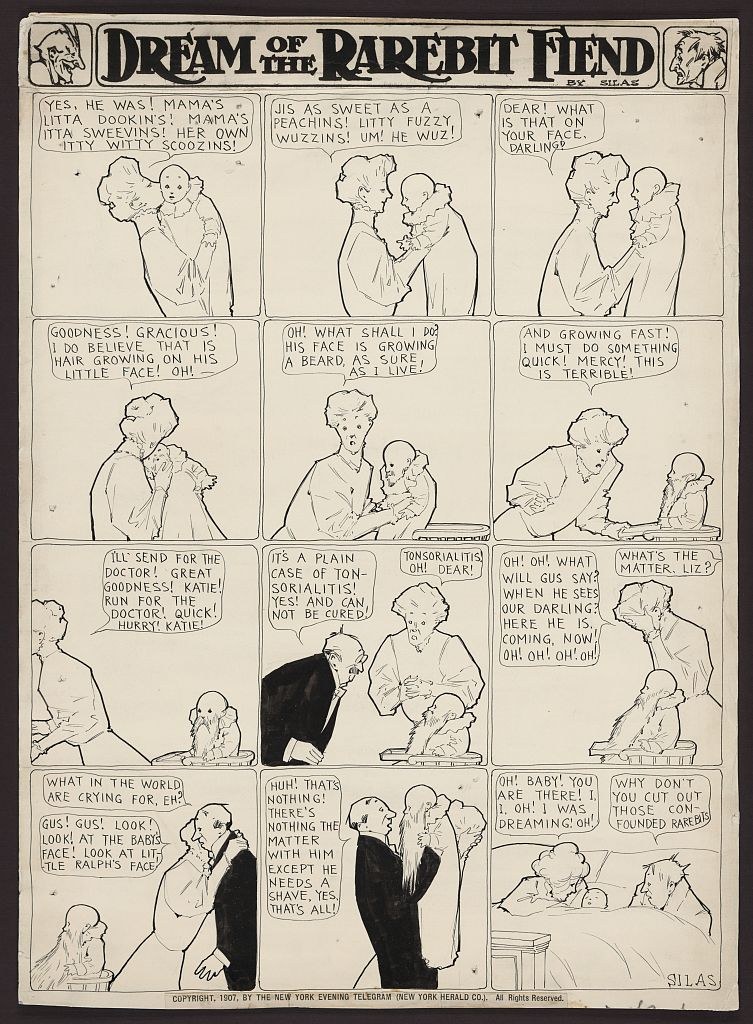 DREAM OF THE RAREBIT FIEND
BY SILAS
YES, HE WAS! MAMA'S
LITTA DOOKIN'S! MAMA'S
ITTA SWEEVINS! HER OWN
ITTY WITTY SCOOZINS!
JIS AS SWEET AS A
PEACHINS! LITTY FUZZY
WUZZINS! UM! HE WUZ!
DEAR! WHAT
IS THAT ON
YOUR FACE,
DARLING?
GOODNESS! GRACIOUS!
I DO BELIEVE THAT IS
HAIR GROWING ON HIS
LITTLE FACE! OH! —
OH! WHAT SHALL I DO?
HIS FACE IS GROWING
A BEARD, AS SURE
AS I LIVE!
AND GROWING FAST!
I MUST DO SOMETHING
QUICK! MERCY! THIS
IS TERRIBLE!
I'LL SEND FOR THE
DOCTOR! GREAT
GOODNESS! KATIE!
RUN FOR THE
DOCTOR! QUICK!
HURRY! KATIE!
IT'S A PLAIN
CASE OF TON-
SORIALITIS!
YES! AND CAN
NOT BE CURED!
TONSORIALITIS!
OH! DEAR!
OH! OH! WHAT
WILL GUS SAY?
WHEN HE SEES
OUR DARLING?
HERE HE IS,
COMING, NOW!
OH! OH! OH! OH!
WHAT'S THE
MATTER, LIZ?
WHAT IN THE WORLD
ARE CRYING FOR, EH?
GUS! GUS! LOOK!
LOOK! AT THE BABY'S
FACE! LOOK AT LIT-
TLE RALPH'S FACE
HUH! THAT'S
NOTHING!
THERE'S
NOTHING THE
MATTER
WITH HIM
EXCEPT HE
NEEDS A
SHAVE, YES,
THAT'S ALL!
OH! BABY! YOU
ARE THERE! I,
I, OH! I WAS
DREAMING! OH!
WHY DON'T
YOU CUT OUT
THOSE CON-
FOUNDED RAREBITS
SILAS
COPYRIGHT, 1907, BY THE NEW YORK EVENING TELEGRAM (NEW YORK HERALD CO.). All Rights Reserved.